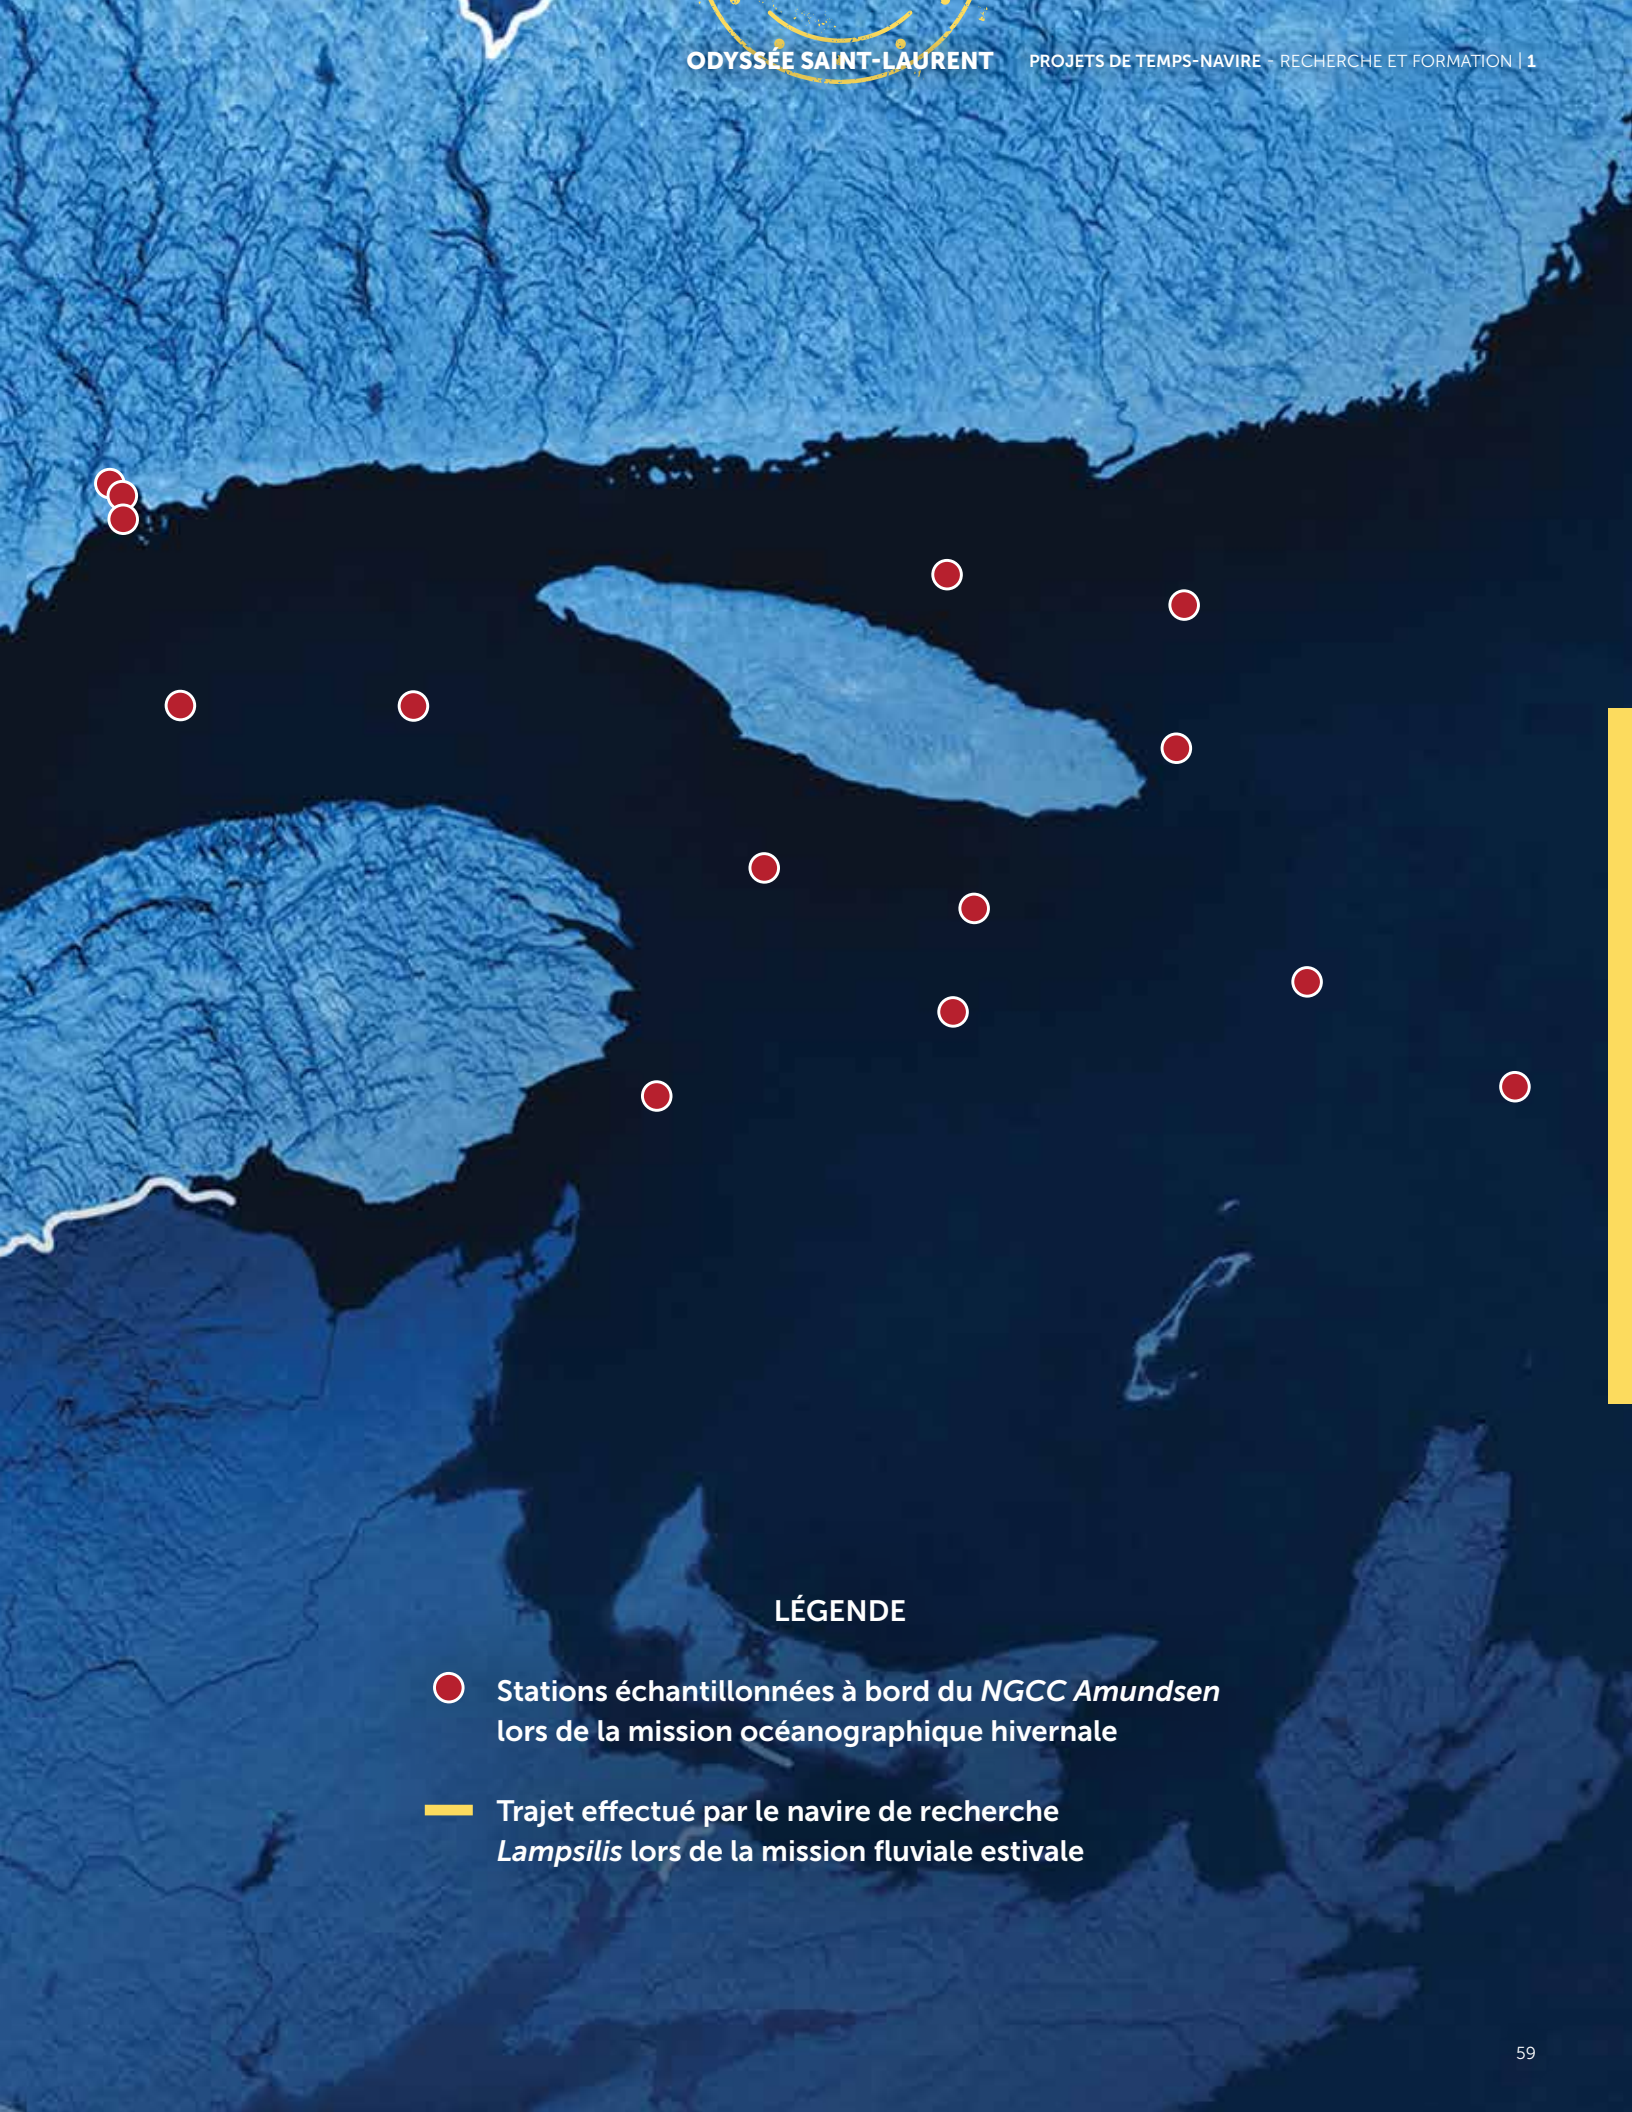 ODYSSÉE SAINT-LAURENT PROJETS DE TEMPS-NAVIRE - RECHERCHE ET FORMATION | 1
LÉGENDE
Stations échantillonnées à bord du NGCC Amundsen
lors de la mission océanographique hivernale
Trajet effectué par le navire de recherche
Lampsilis lors de la mission fluviale estivale
59